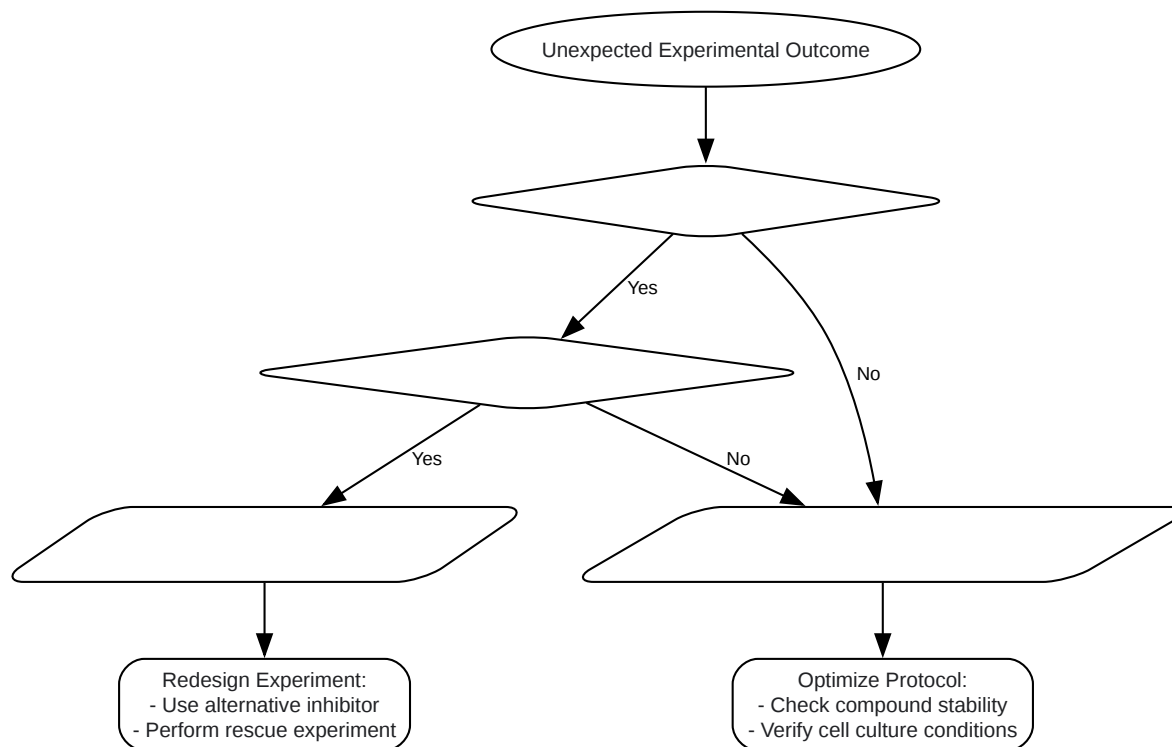 Unexpected Experimental Outcome
Yes
No
Yes
No
Redesign Experiment:
- Use alternative inhibitor
- Perform rescue experiment
Optimize Protocol:
- Check compound stability
- Verify cell culture conditions